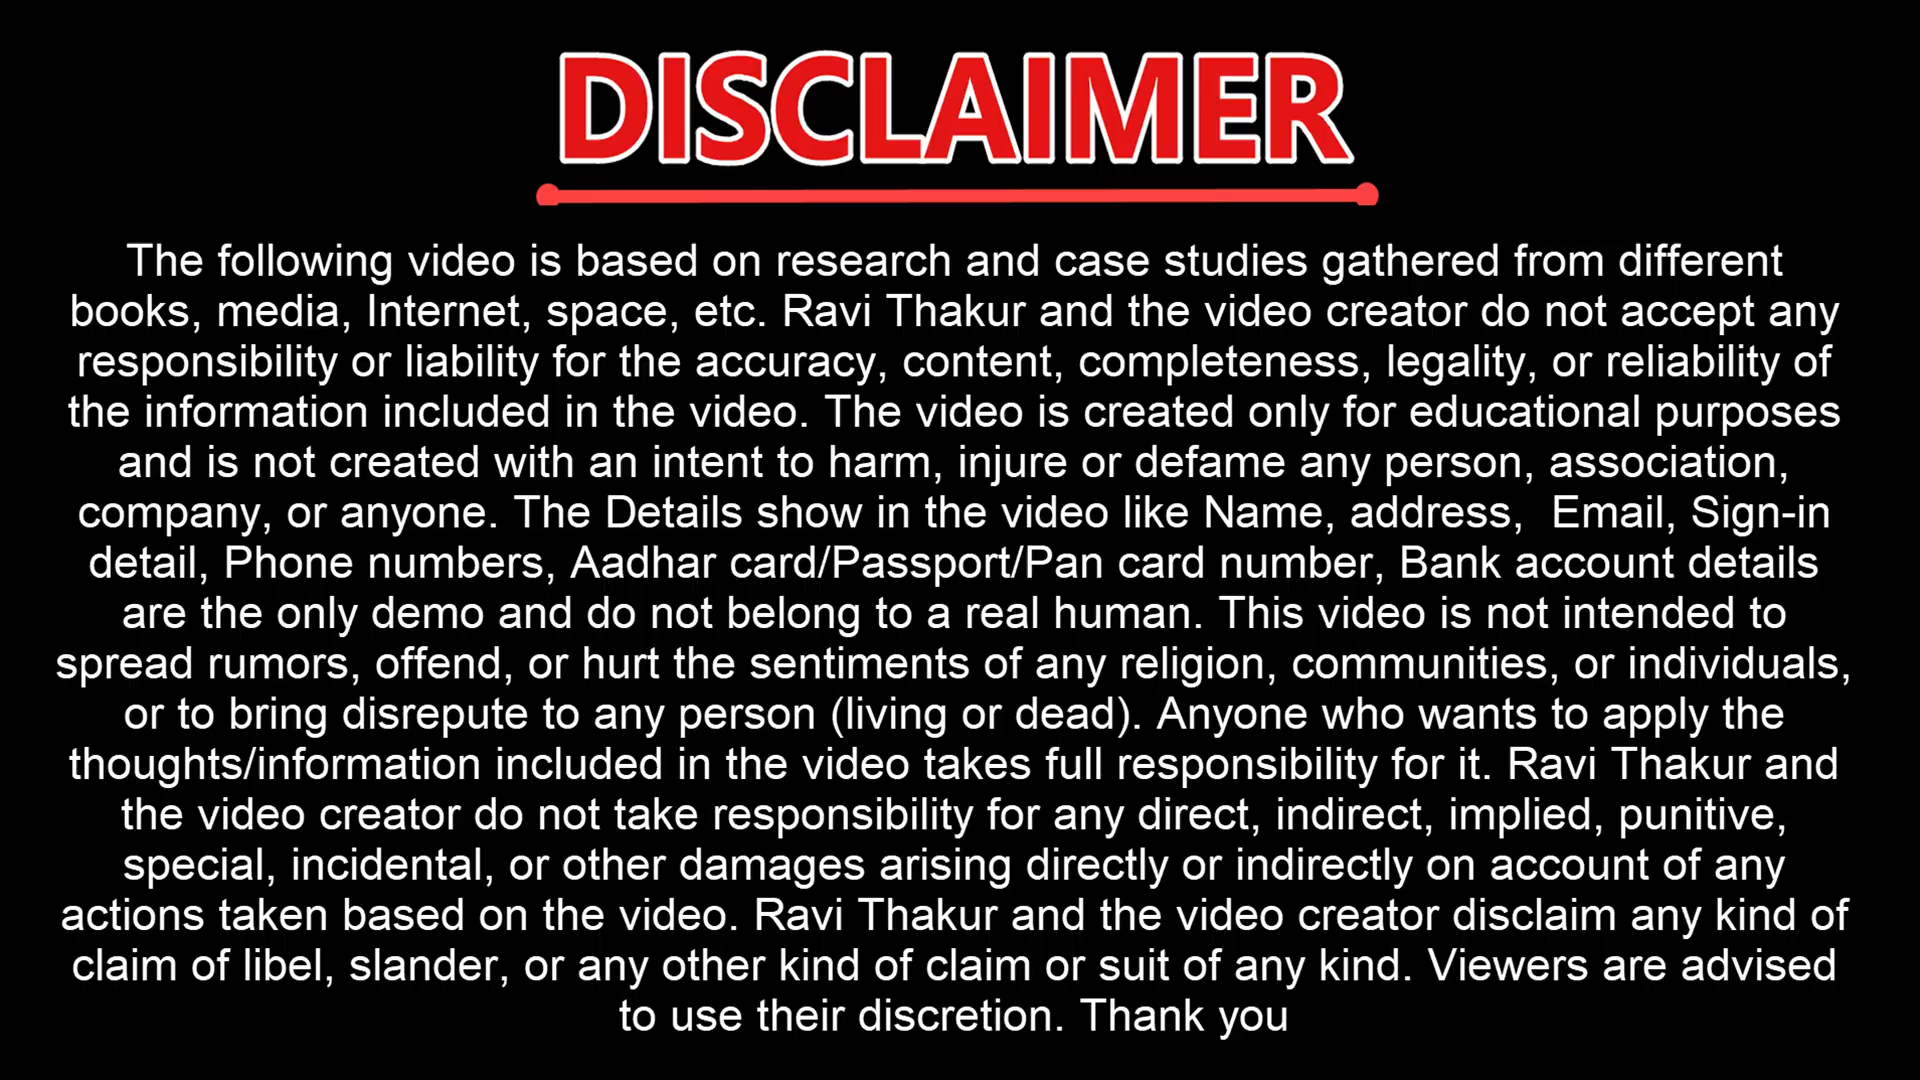 DISCLAIMER
The following video is based on research and case studies gathered from different
books, media, Internet, space, etc. Ravi Thakur and the video creator do not accept any
responsibility or liability for the accuracy, content, completeness, legality, or reliability of
the information included in the video. The video is created only for educational purposes
and is not created with an intent to harm, injure or defame any person, association,
company, or anyone. The Details show in the video like Name, address,  Email, Sign-in
detail, Phone numbers, Aadhar card/Passport/Pan card number, Bank account details
are the only demo and do not belong to a real human. This video is not intended to
spread rumors, offend, or hurt the sentiments of any religion, communities, or individuals,
or to bring disrepute to any person (living or dead). Anyone who wants to apply the
thoughts/information included in the video takes full responsibility for it. Ravi Thakur and
the video creator do not take responsibility for any direct, indirect, implied, punitive,
special, incidental, or other damages arising directly or indirectly on account of any
actions taken based on the video. Ravi Thakur and the video creator disclaim any kind of
claim of libel, slander, or any other kind of claim or suit of any kind. Viewers are advised
to use their discretion. Thank you